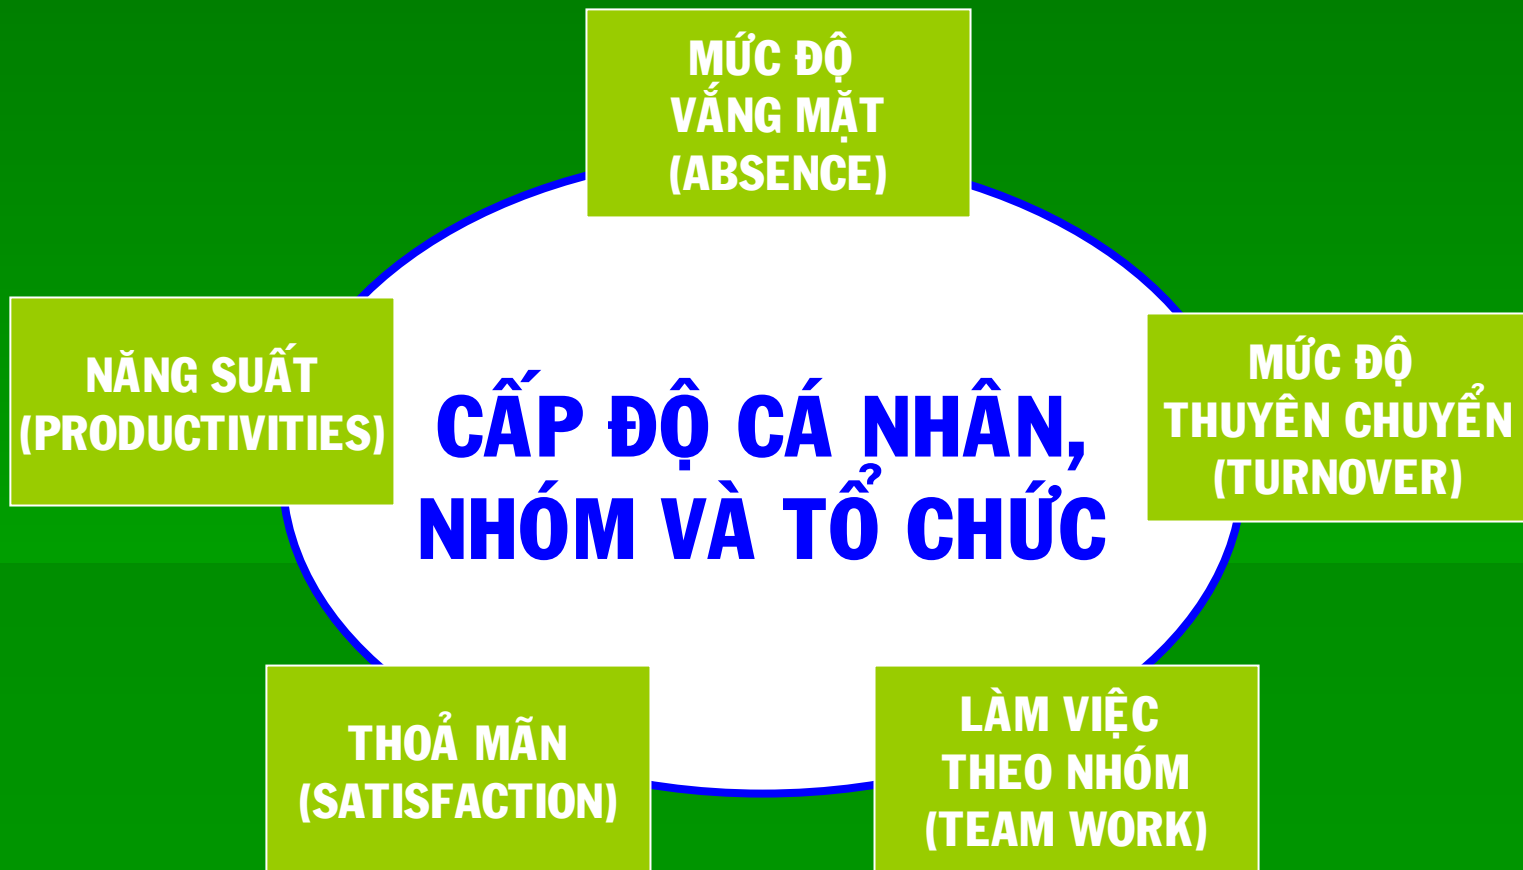 MỨC ĐỘ
VẮNG MẶT
(ABSENCE)
NĂNG SUẤT
(PRODUCTIVITIES)
CẤP ĐỘ CÁ NHÂN,
NHÓM VÀ TỔ CHỨC
MỨC ĐỘ
THUYÊN CHUYỂN
(TURNOVER)
THOẢ MÃN
(SATISFACTION)
LÀM VIỆC
THEO NHÓM
(TEAM WORK)